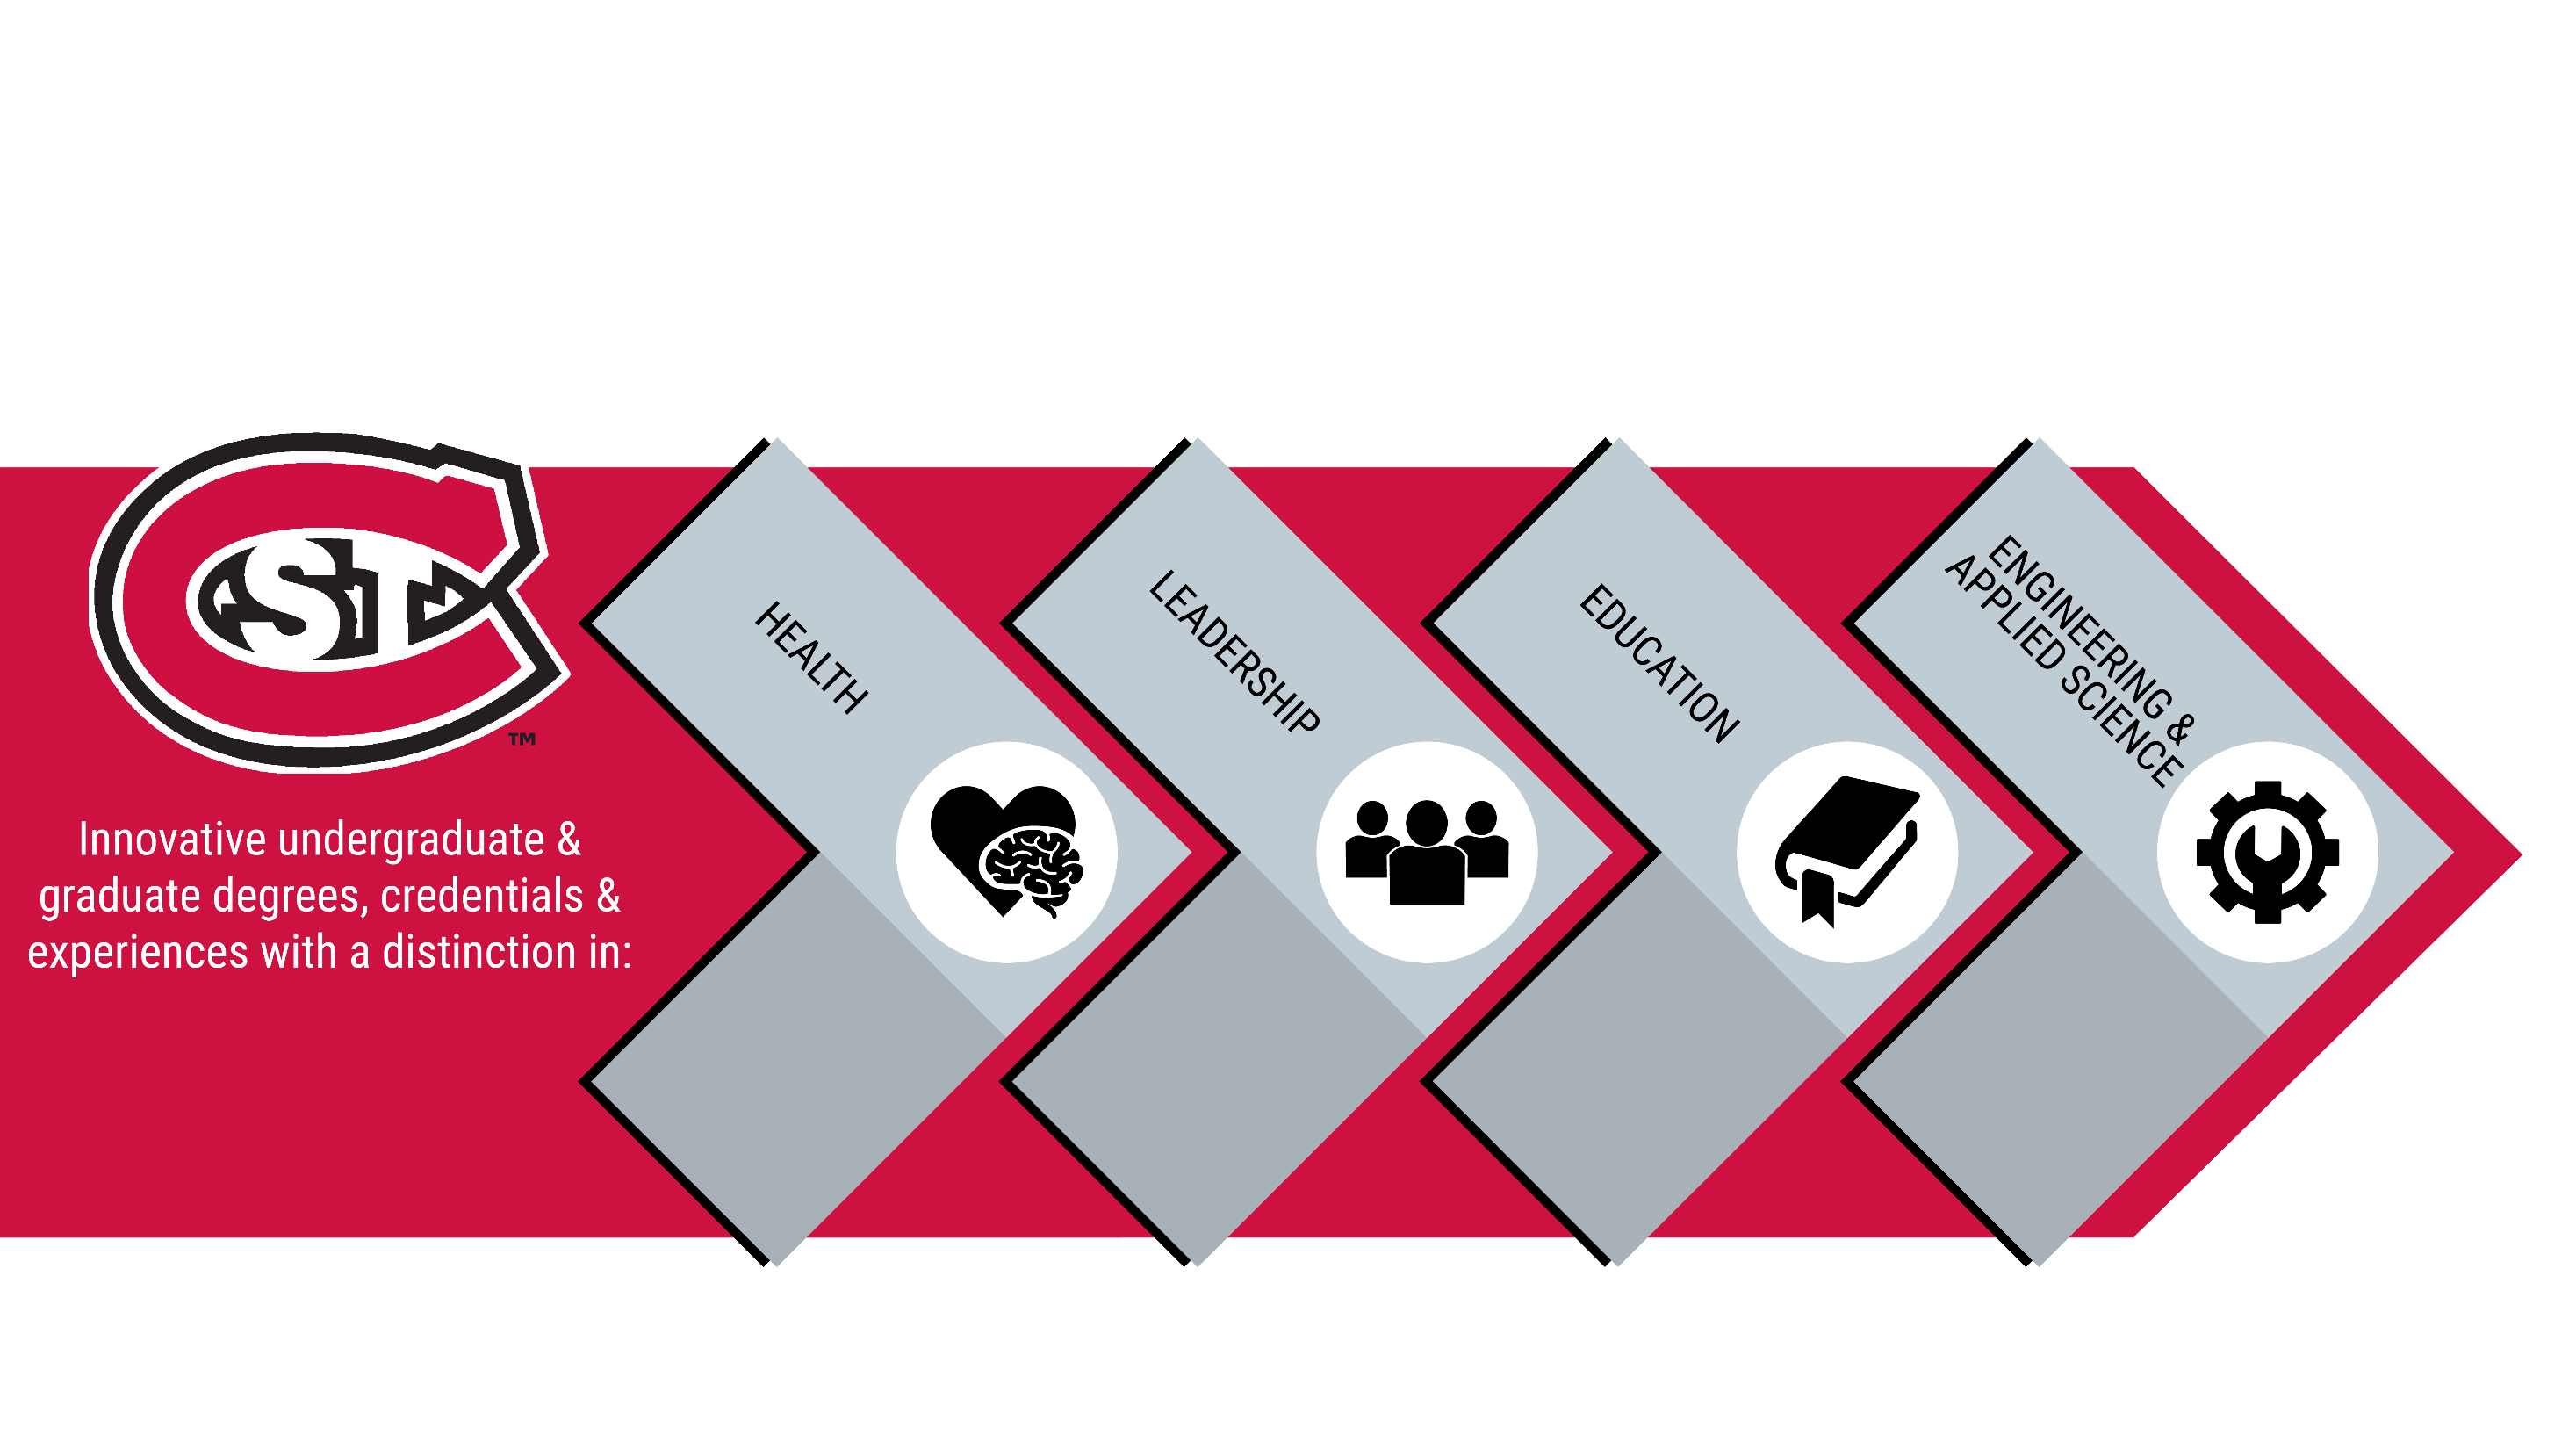 ST
C
TM
Innovative undergraduate &
graduate degrees, credentials &
experiences with a distinction in:
HEALTH
LEADERSHIP
EDUCATION
ENGINEERING &
APPLIED SCIENCE